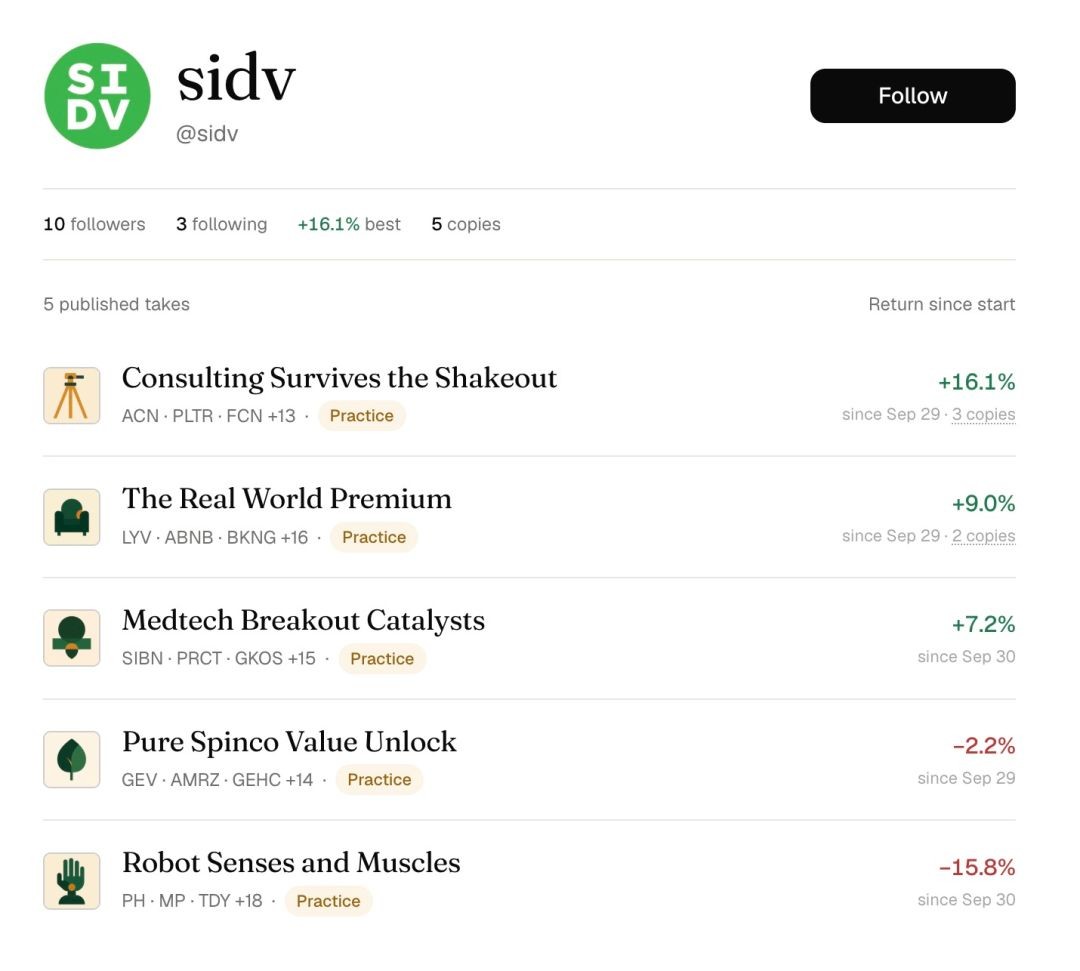 SI
DV
sidv
@sidv
Follow
10 followers 3 following +16.1% best 5 copies
5 published takes Return since start
Consulting Survives the Shakeout
+16.1%
ACN · PLTR · FCN +13 · Practice
since Sep 29 · 3 copies
The Real World Premium
+9.0%
LYV · ABNB · BKNG +16 · Practice
since Sep 29 · 2 copies
Medtech Breakout Catalysts
+7.2%
SIBN · PRCT · GKOS +15 · Practice
since Sep 30
Pure Spinco Value Unlock
−2.2%
GEV · AMRZ · GEHC +14 · Practice
since Sep 29
Robot Senses and Muscles
−15.8%
PH · MP · TDY +18 · Practice
since Sep 30